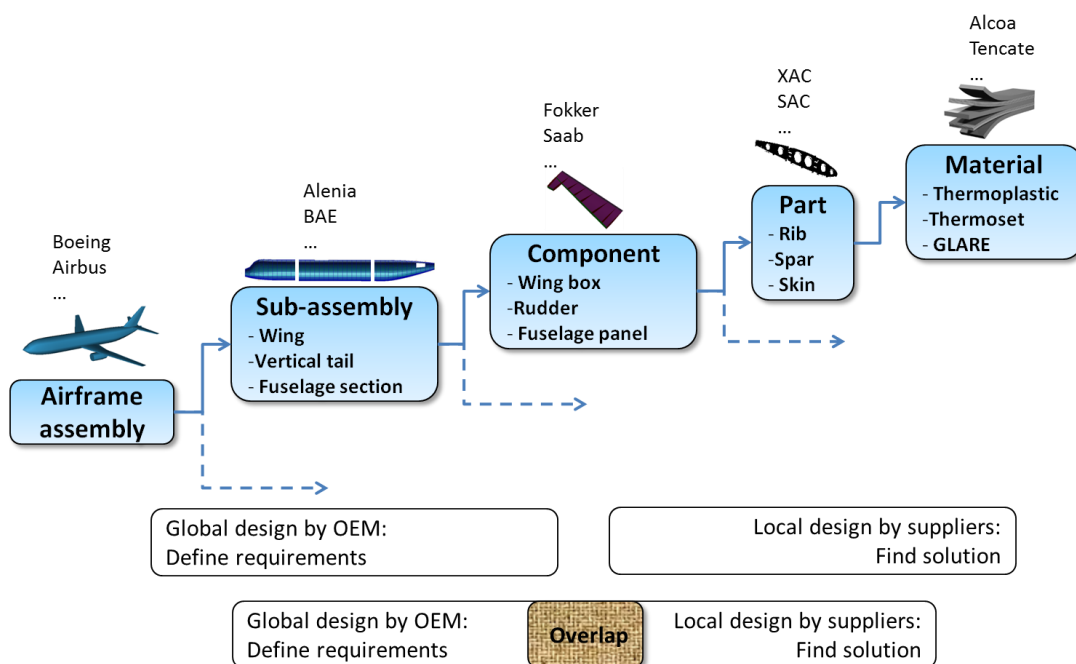 Boeing
Airbus
...
Airframe
assembly
Alenia
BAE
...
Sub-assembly
- Wing
-Vertical tail
- Fuselage section
Fokker
Saab
...
Component
- Wing box
-Rudder
- Fuselage panel
XAC
SAC
...
Part
- Rib
-Spar
- Skin
Alcoa
Tencate
...
Material
- Thermoplastic
-Thermoset
- GLARE
Global design by OEM:
Define requirements
Local design by suppliers:
Find solution
Global design by OEM:
Define requirements
Overlap
Local design by suppliers:
Find solution